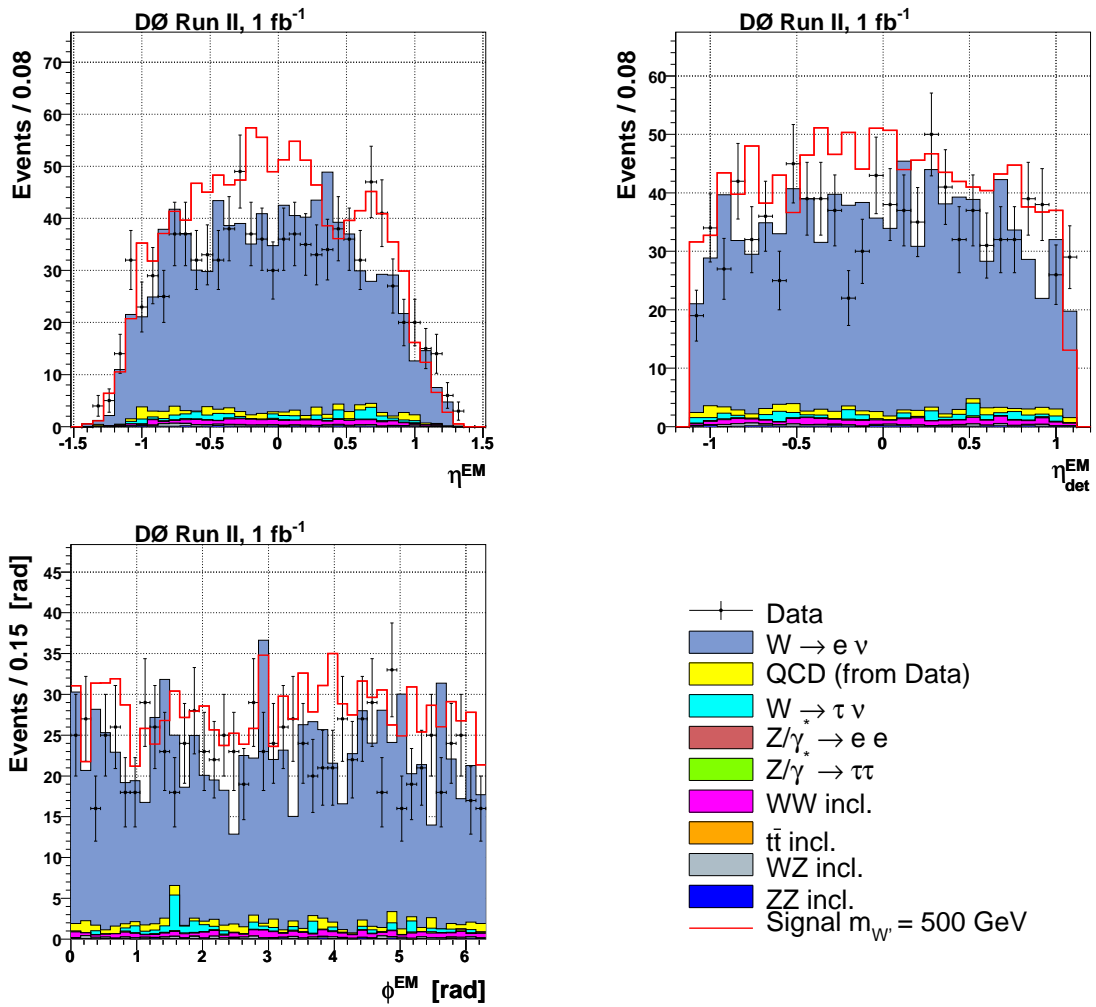 DØ Run II, 1 fb⁻¹
Events / 0.08
70
60
50
40
30
20
10
0
-1.5 -1 -0.5 0 0.5 1 1.5
η^EM
DØ Run II, 1 fb⁻¹
Events / 0.08
60
50
40
30
20
10
0
-1 -0.5 0 0.5 1
η^EM_det
DØ Run II, 1 fb⁻¹
Events / 0.15 [rad]
45
40
35
30
25
20
15
10
5
0
0 1 2 3 4 5 6
ϕ^EM [rad]
Data
W → e ν
QCD (from Data)
W → τ ν
Z/γ* → e e
Z/γ* → ττ
WW incl.
tt̄ incl.
WZ incl.
ZZ incl.
Signal m_W' = 500 GeV